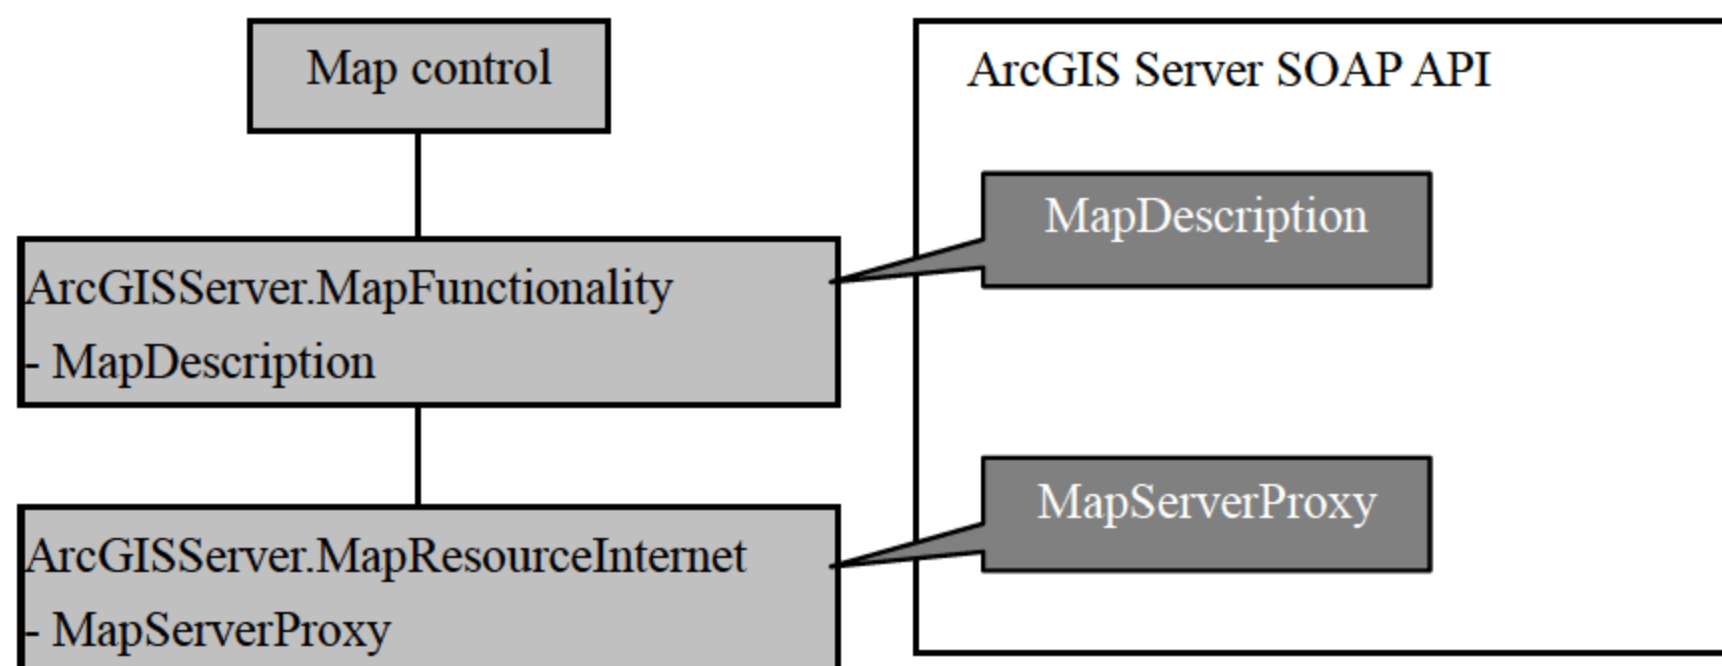 Map control
ArcGISServer.MapFunctionality
- MapDescription
ArcGISServer.MapResourceInternet
- MapServerProxy
ArcGIS Server SOAP API
MapDescription
MapServerProxy